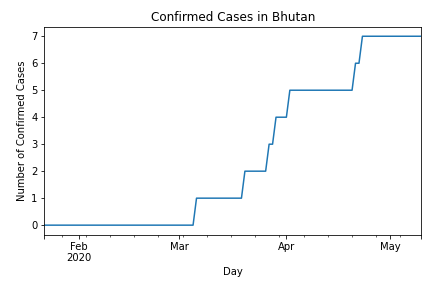 Confirmed Cases in Bhutan
Number of Confirmed Cases
7
6
5
4
3
2
1
0
Feb
2020
Mar
Apr
May
Day